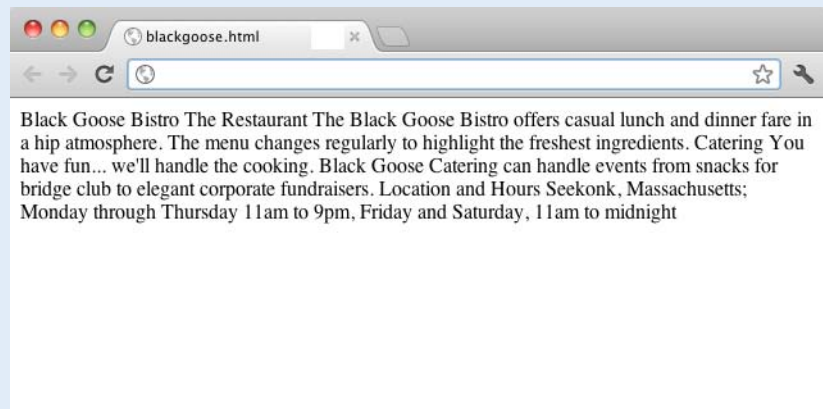 blackgoose.html
Black Goose Bistro The Restaurant The Black Goose Bistro offers casual lunch and dinner fare in
a hip atmosphere. The menu changes regularly to highlight the freshest ingredients. Catering You
have fun... we'll handle the cooking. Black Goose Catering can handle events from snacks for
bridge club to elegant corporate fundraisers. Location and Hours Seekonk, Massachusetts;
Monday through Thursday 11am to 9pm, Friday and Saturday, 11am to midnight